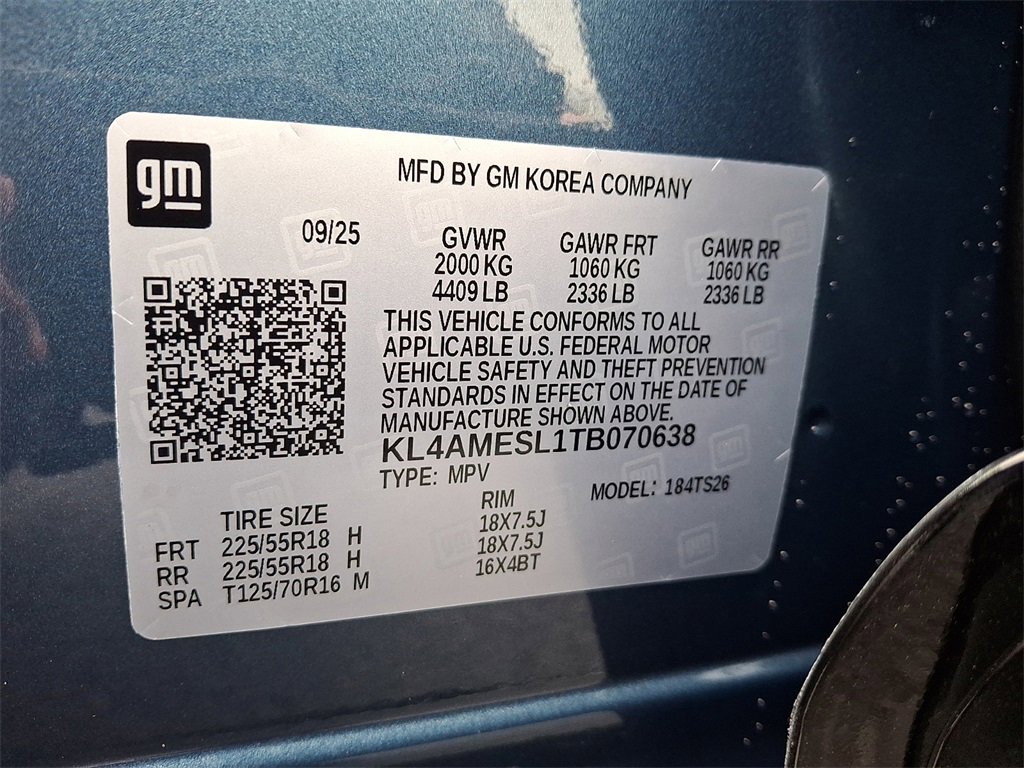 gm
MFD BY GM KOREA COMPANY
09/25
GVWR GAWR FRT GAWR RR
2000 KG 1060 KG 1060 KG
4409 LB 2336 LB 2336 LB
THIS VEHICLE CONFORMS TO ALL
APPLICABLE U.S. FEDERAL MOTOR
VEHICLE SAFETY AND THEFT PREVENTION
STANDARDS IN EFFECT ON THE DATE OF
MANUFACTURE SHOWN ABOVE.
KL4AMESL1TB070638
TYPE: MPV MODEL: 184TS26
TIRE SIZE RIM
FRT 225/55R18 H 18X7.5J
RR 225/55R18 H 18X7.5J
SPA T125/70R16 M 16X4BT